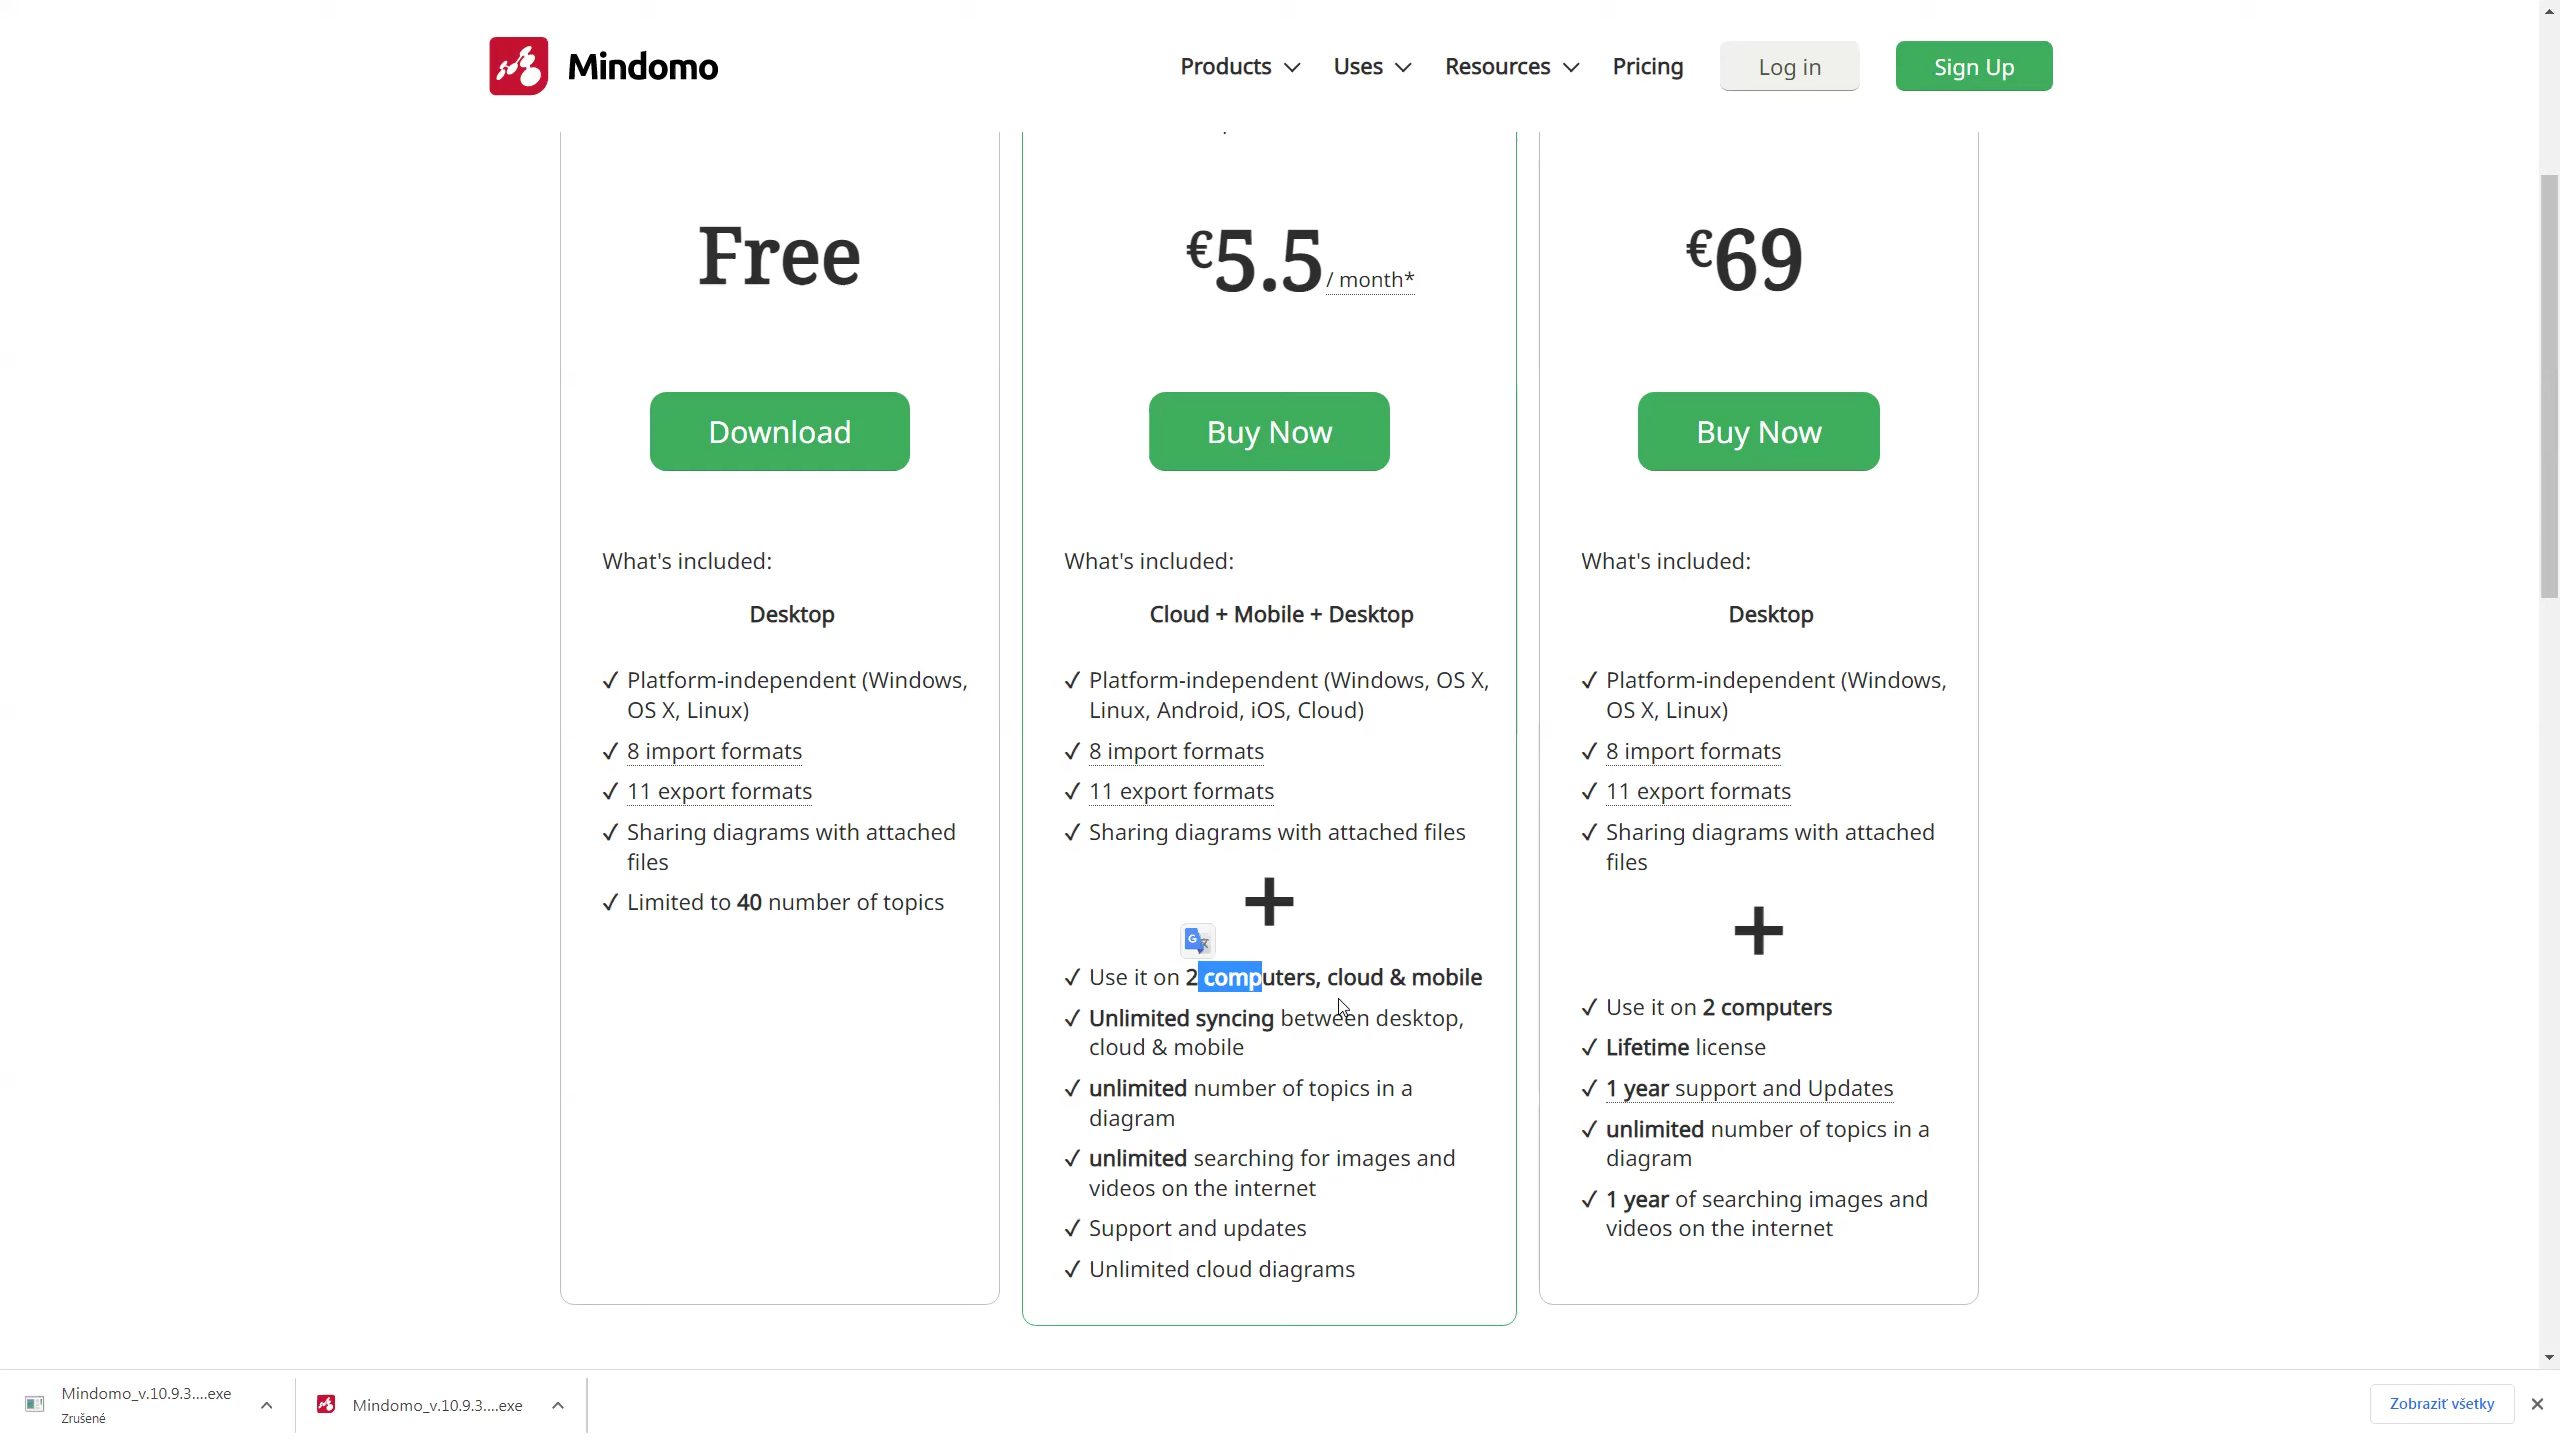 Mindomo
Products
Uses
Resources
Pricing
Log in
Sign Up
Free
Download
What's included:
Desktop
✓ Platform-independent (Windows,
OS X, Linux)
✓ 8 import formats
✓ 11 export formats
✓ Sharing diagrams with attached
files
✓ Limited to 40 number of topics
€5.5 / month*
Buy Now
What's included:
Cloud + Mobile + Desktop
✓ Platform-independent (Windows, OS X,
Linux, Android, iOS, Cloud)
✓ 8 import formats
✓ 11 export formats
✓ Sharing diagrams with attached files
+
✓ Use it on 2 computers, cloud & mobile
✓ Unlimited syncing between desktop,
cloud & mobile
✓ unlimited number of topics in a
diagram
✓ unlimited searching for images and
videos on the internet
✓ Support and updates
✓ Unlimited cloud diagrams
€69
Buy Now
What's included:
Desktop
✓ Platform-independent (Windows,
OS X, Linux)
✓ 8 import formats
✓ 11 export formats
✓ Sharing diagrams with attached
files
+
✓ Use it on 2 computers
✓ Lifetime license
✓ 1 year support and Updates
✓ unlimited number of topics in a
diagram
✓ 1 year of searching images and
videos on the internet
Mindomo_v.10.9.3....exe
Zrušené
Mindomo_v.10.9.3....exe
Zobraziť všetky